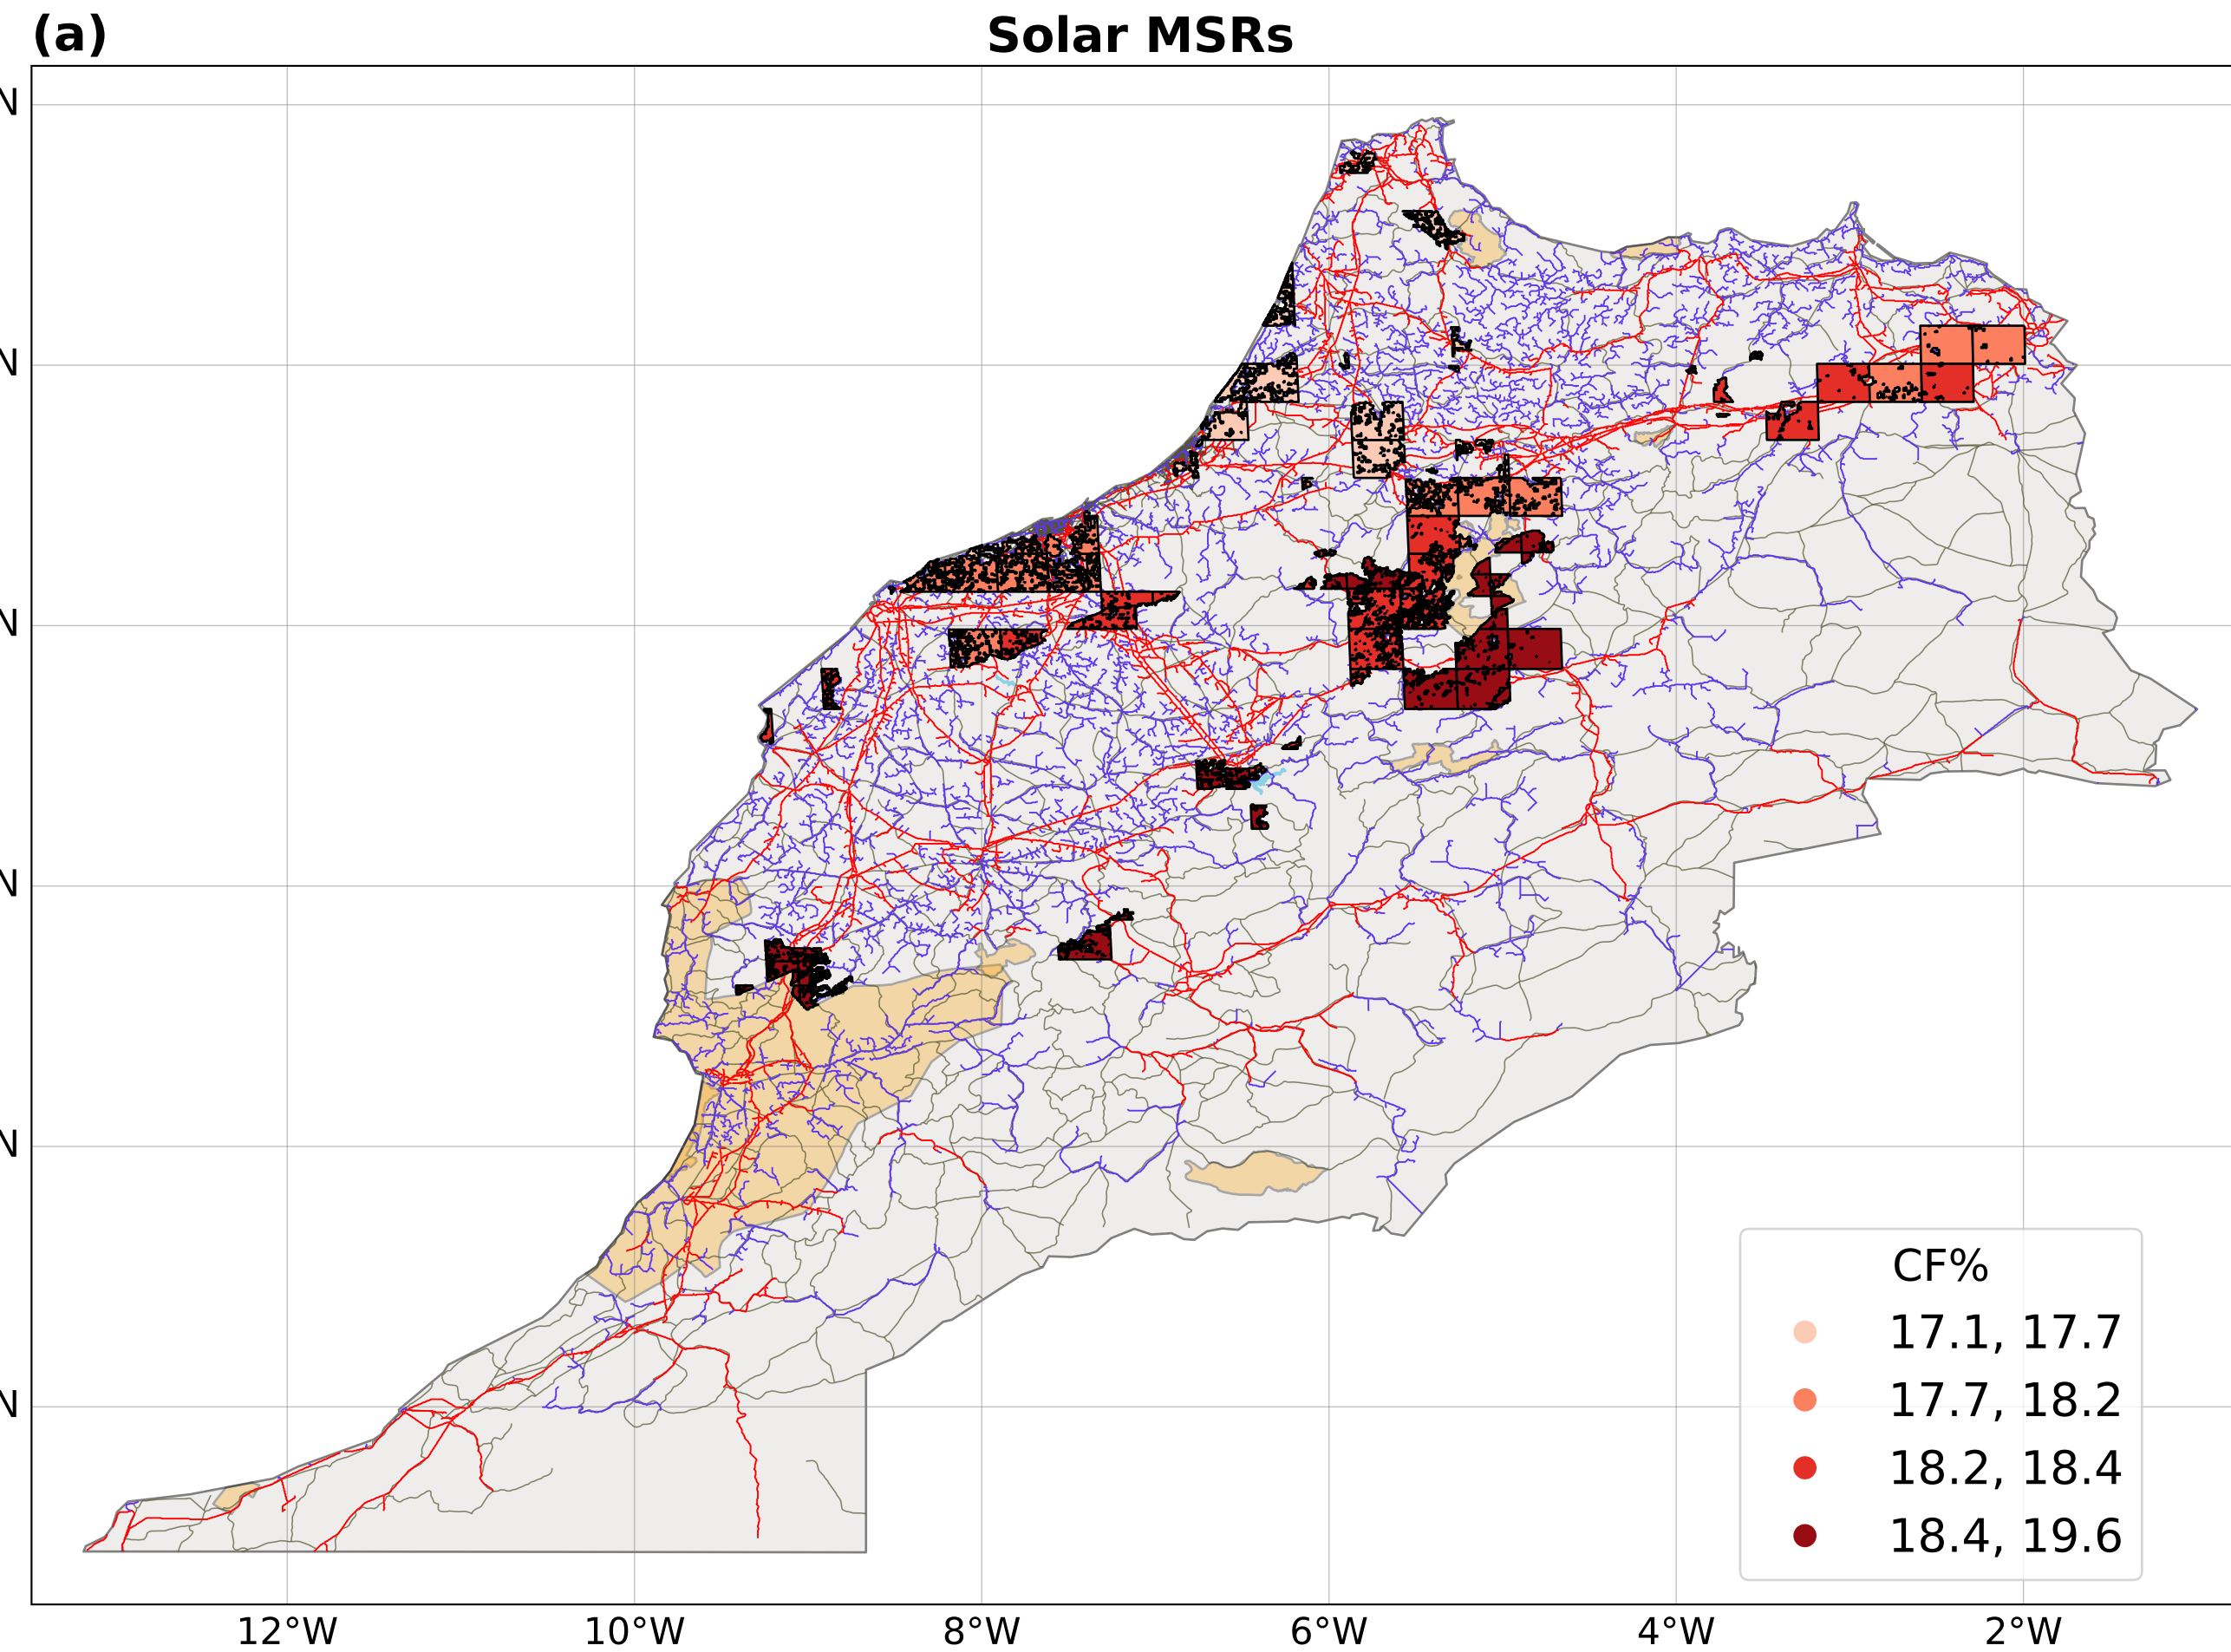 (a)
Solar MSRs
N
N
N
N
N
N
CF%
17.1, 17.7
17.7, 18.2
18.2, 18.4
18.4, 19.6
12°W
10°W
8°W
6°W
4°W
2°W